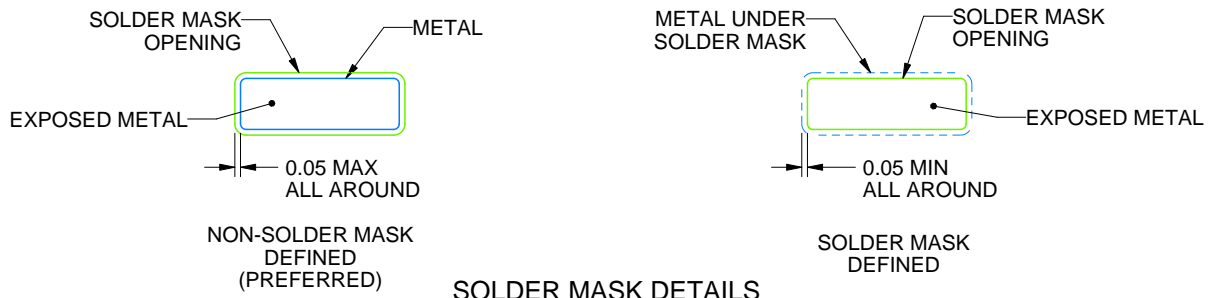 SOLDER MASK
OPENING
METAL
EXPOSED METAL
0.05 MAX
ALL AROUND
NON-SOLDER MASK
DEFINED
(PREFERRED)
METAL UNDER
SOLDER MASK
SOLDER MASK
OPENING
EXPOSED METAL
0.05 MIN
ALL AROUND
SOLDER MASK
DEFINED
SOLDER MASK DETAILS